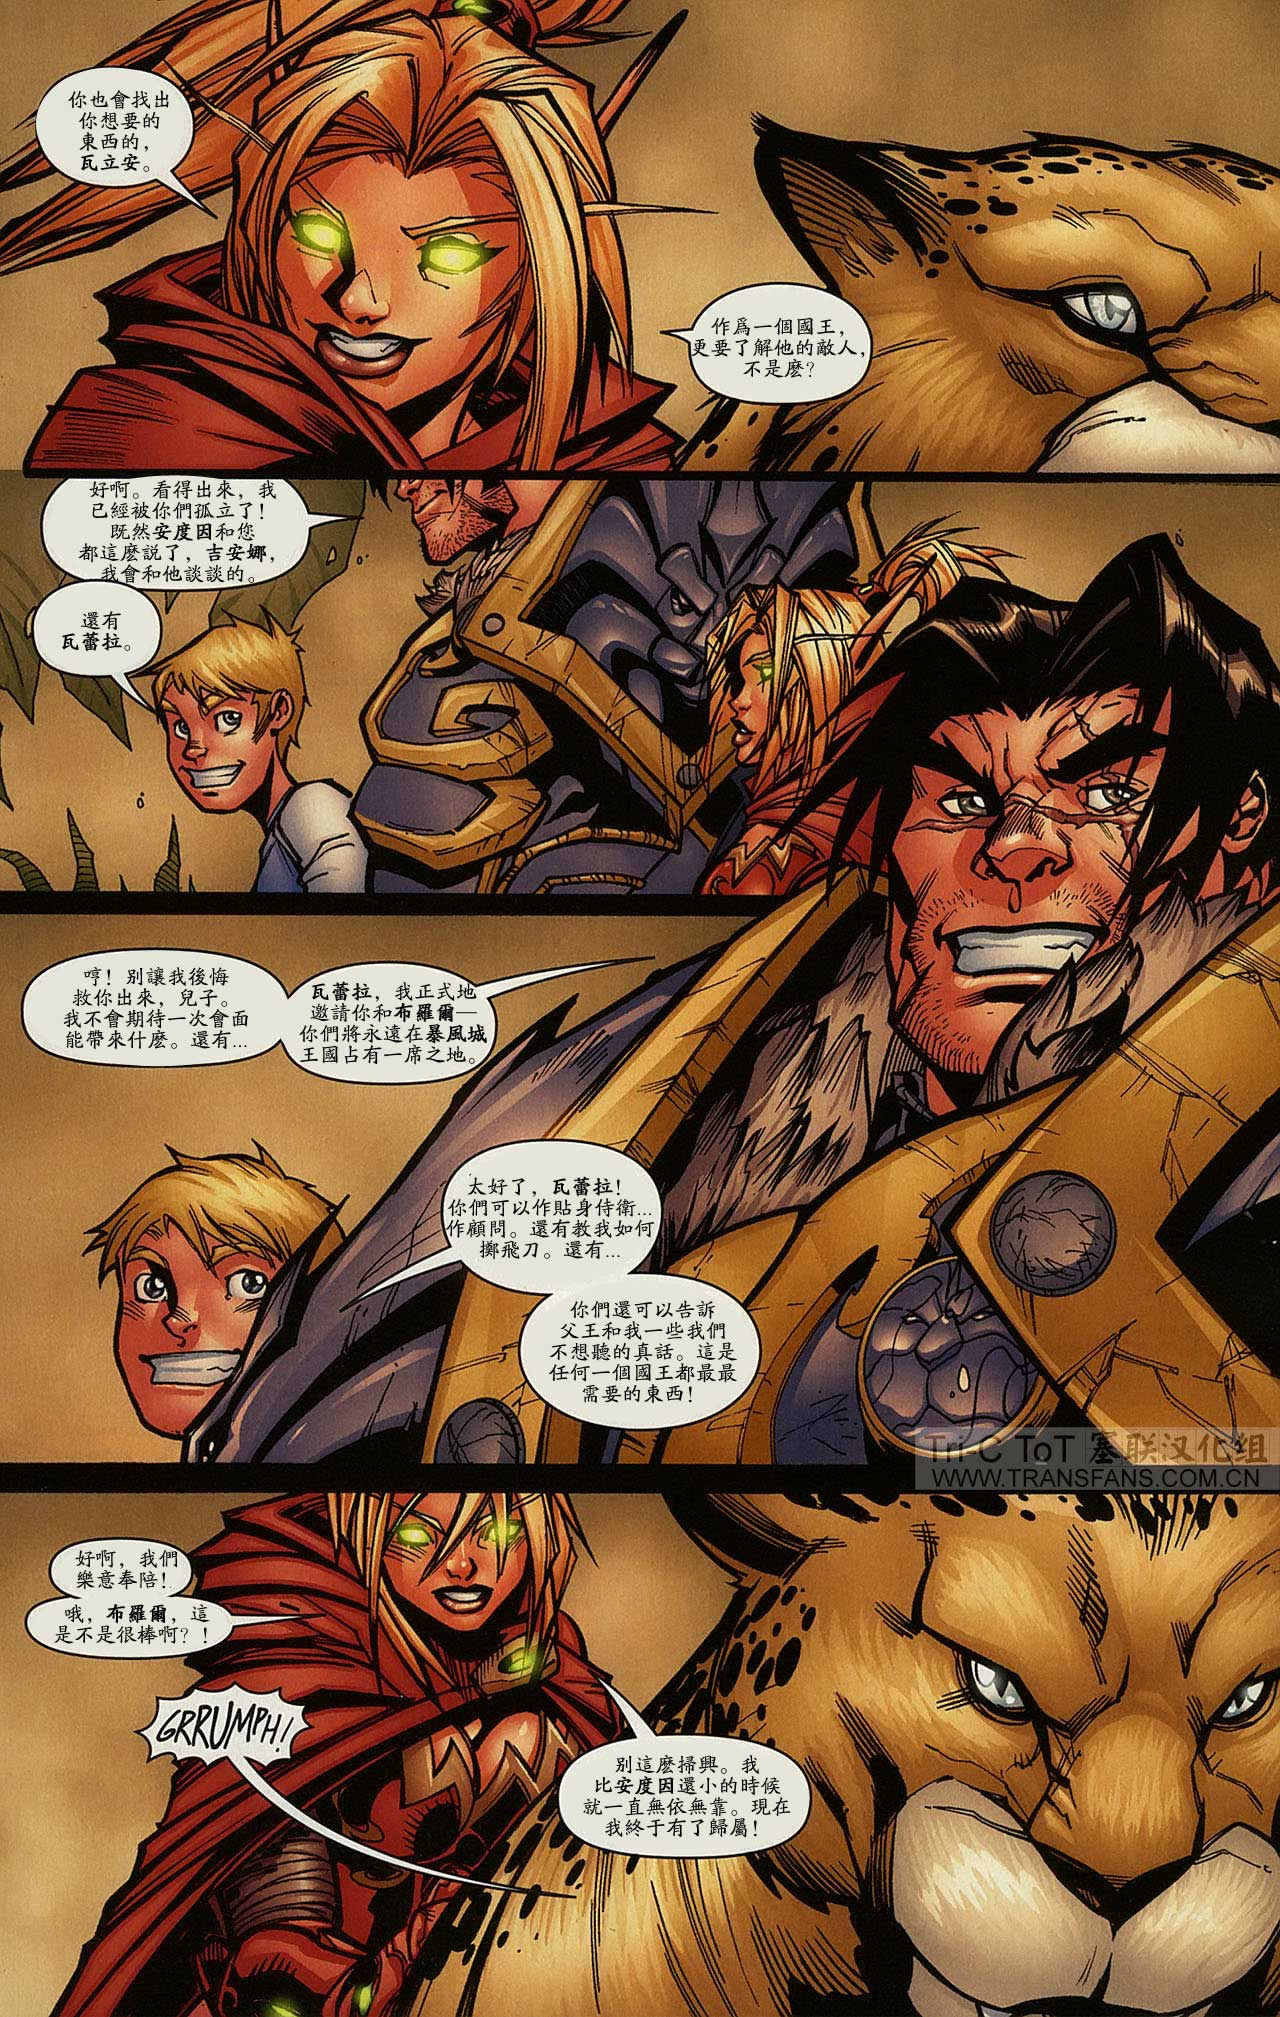 你也會找出
你想要的
東西的，
瓦立安。
作爲一個國王，
更要了解他的敵人，
不是麽？
好啊。看得出來，我
已經被你們孤立了！
既然安度因和您
都這麽説了，吉安娜，
我會和他談談的。
還有
瓦蕾拉。
哼！别讓我後悔
救你出來，兒子。
我不會期待一次會面
能帶來什麽。還有...
瓦蕾拉，我正式地
邀請你和布羅爾—
你們將永遠在暴風城
王國占有一席之地。
太好了，瓦蕾拉！
你們可以作貼身侍衛...
作顧問。還有教我如何
擲飛刀。還有...
你們還可以告訴
父王和我一些我們
不想聽的真話。這是
任何一個國王都最最
需要的東西！
Tri-C ToT 塞联汉化组
WWW.TRANSFANS.COM.CN
好啊，我們
樂意奉陪！
哦，布羅爾，這
是不是很棒啊？！
GRRUMPH!
别這麽掃興。我
比安度因還小的時候
就一直無依無靠。現在
我終于有了歸屬！